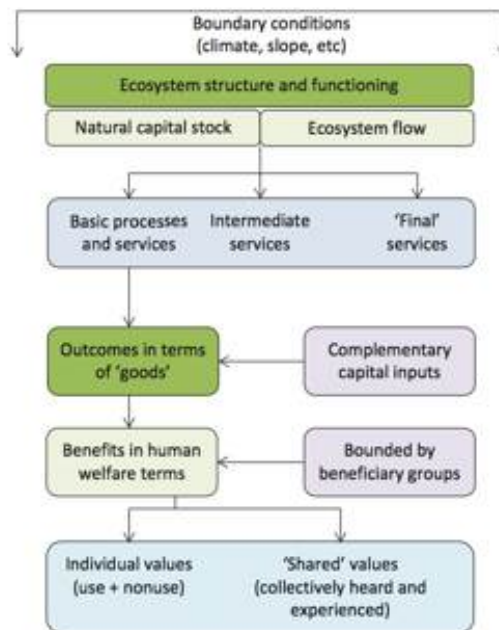 Boundary conditions
(climate, slope, etc)
Ecosystem structure and functioning
Natural capital stock
Ecosystem flow
Basic processes
and services
Intermediate
services
‘Final’
services
Outcomes in terms
of ‘goods’
Complementary
capital inputs
Benefits in human
welfare terms
Bounded by
beneficiary groups
Individual values
(use + nonuse)
‘Shared’ values
(collectively heard and
experienced)